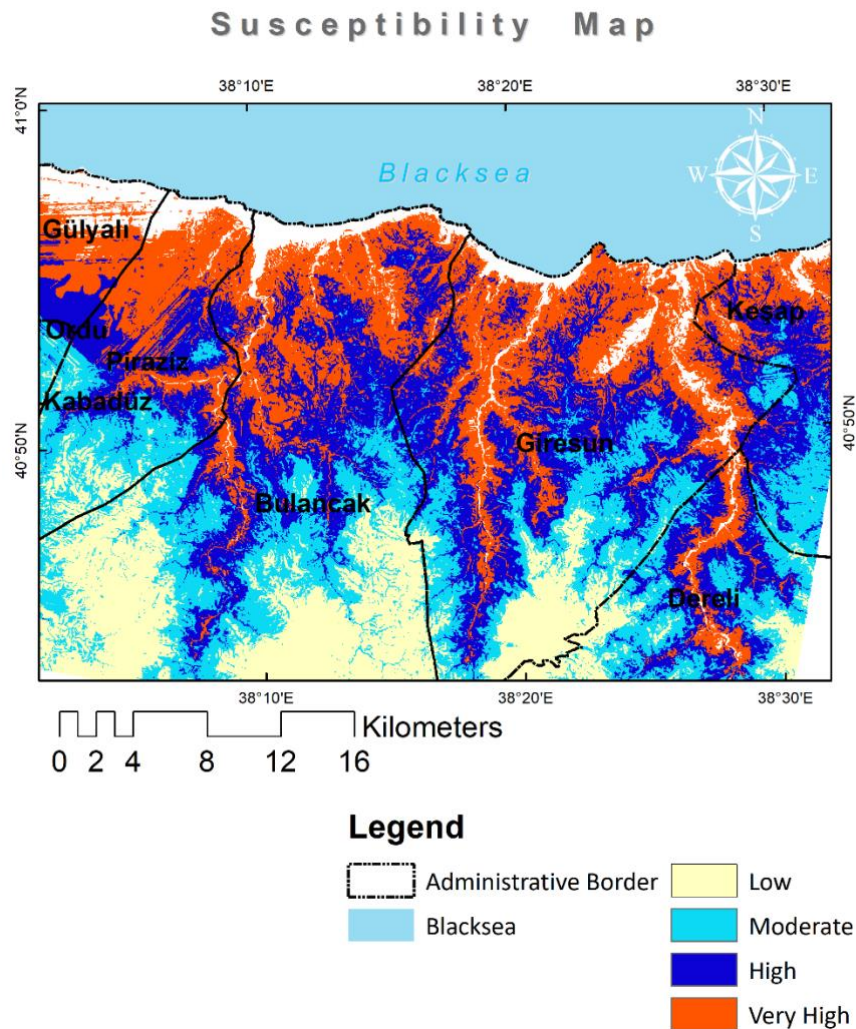 Susceptibility Map
38°10'E 38°20'E 38°30'E
41°0'N
N
Blacksea
W E
S
Gülyalı
Keşap
Ordu
Piraziz
Kabadüz
40°50'N
Giresun
40°50'N
Bulancak
Dereli
38°10'E 38°20'E 38°30'E
Kilometers
0 2 4 8 12 16
Legend
Administrative Border
Blacksea
Low
Moderate
High
Very High